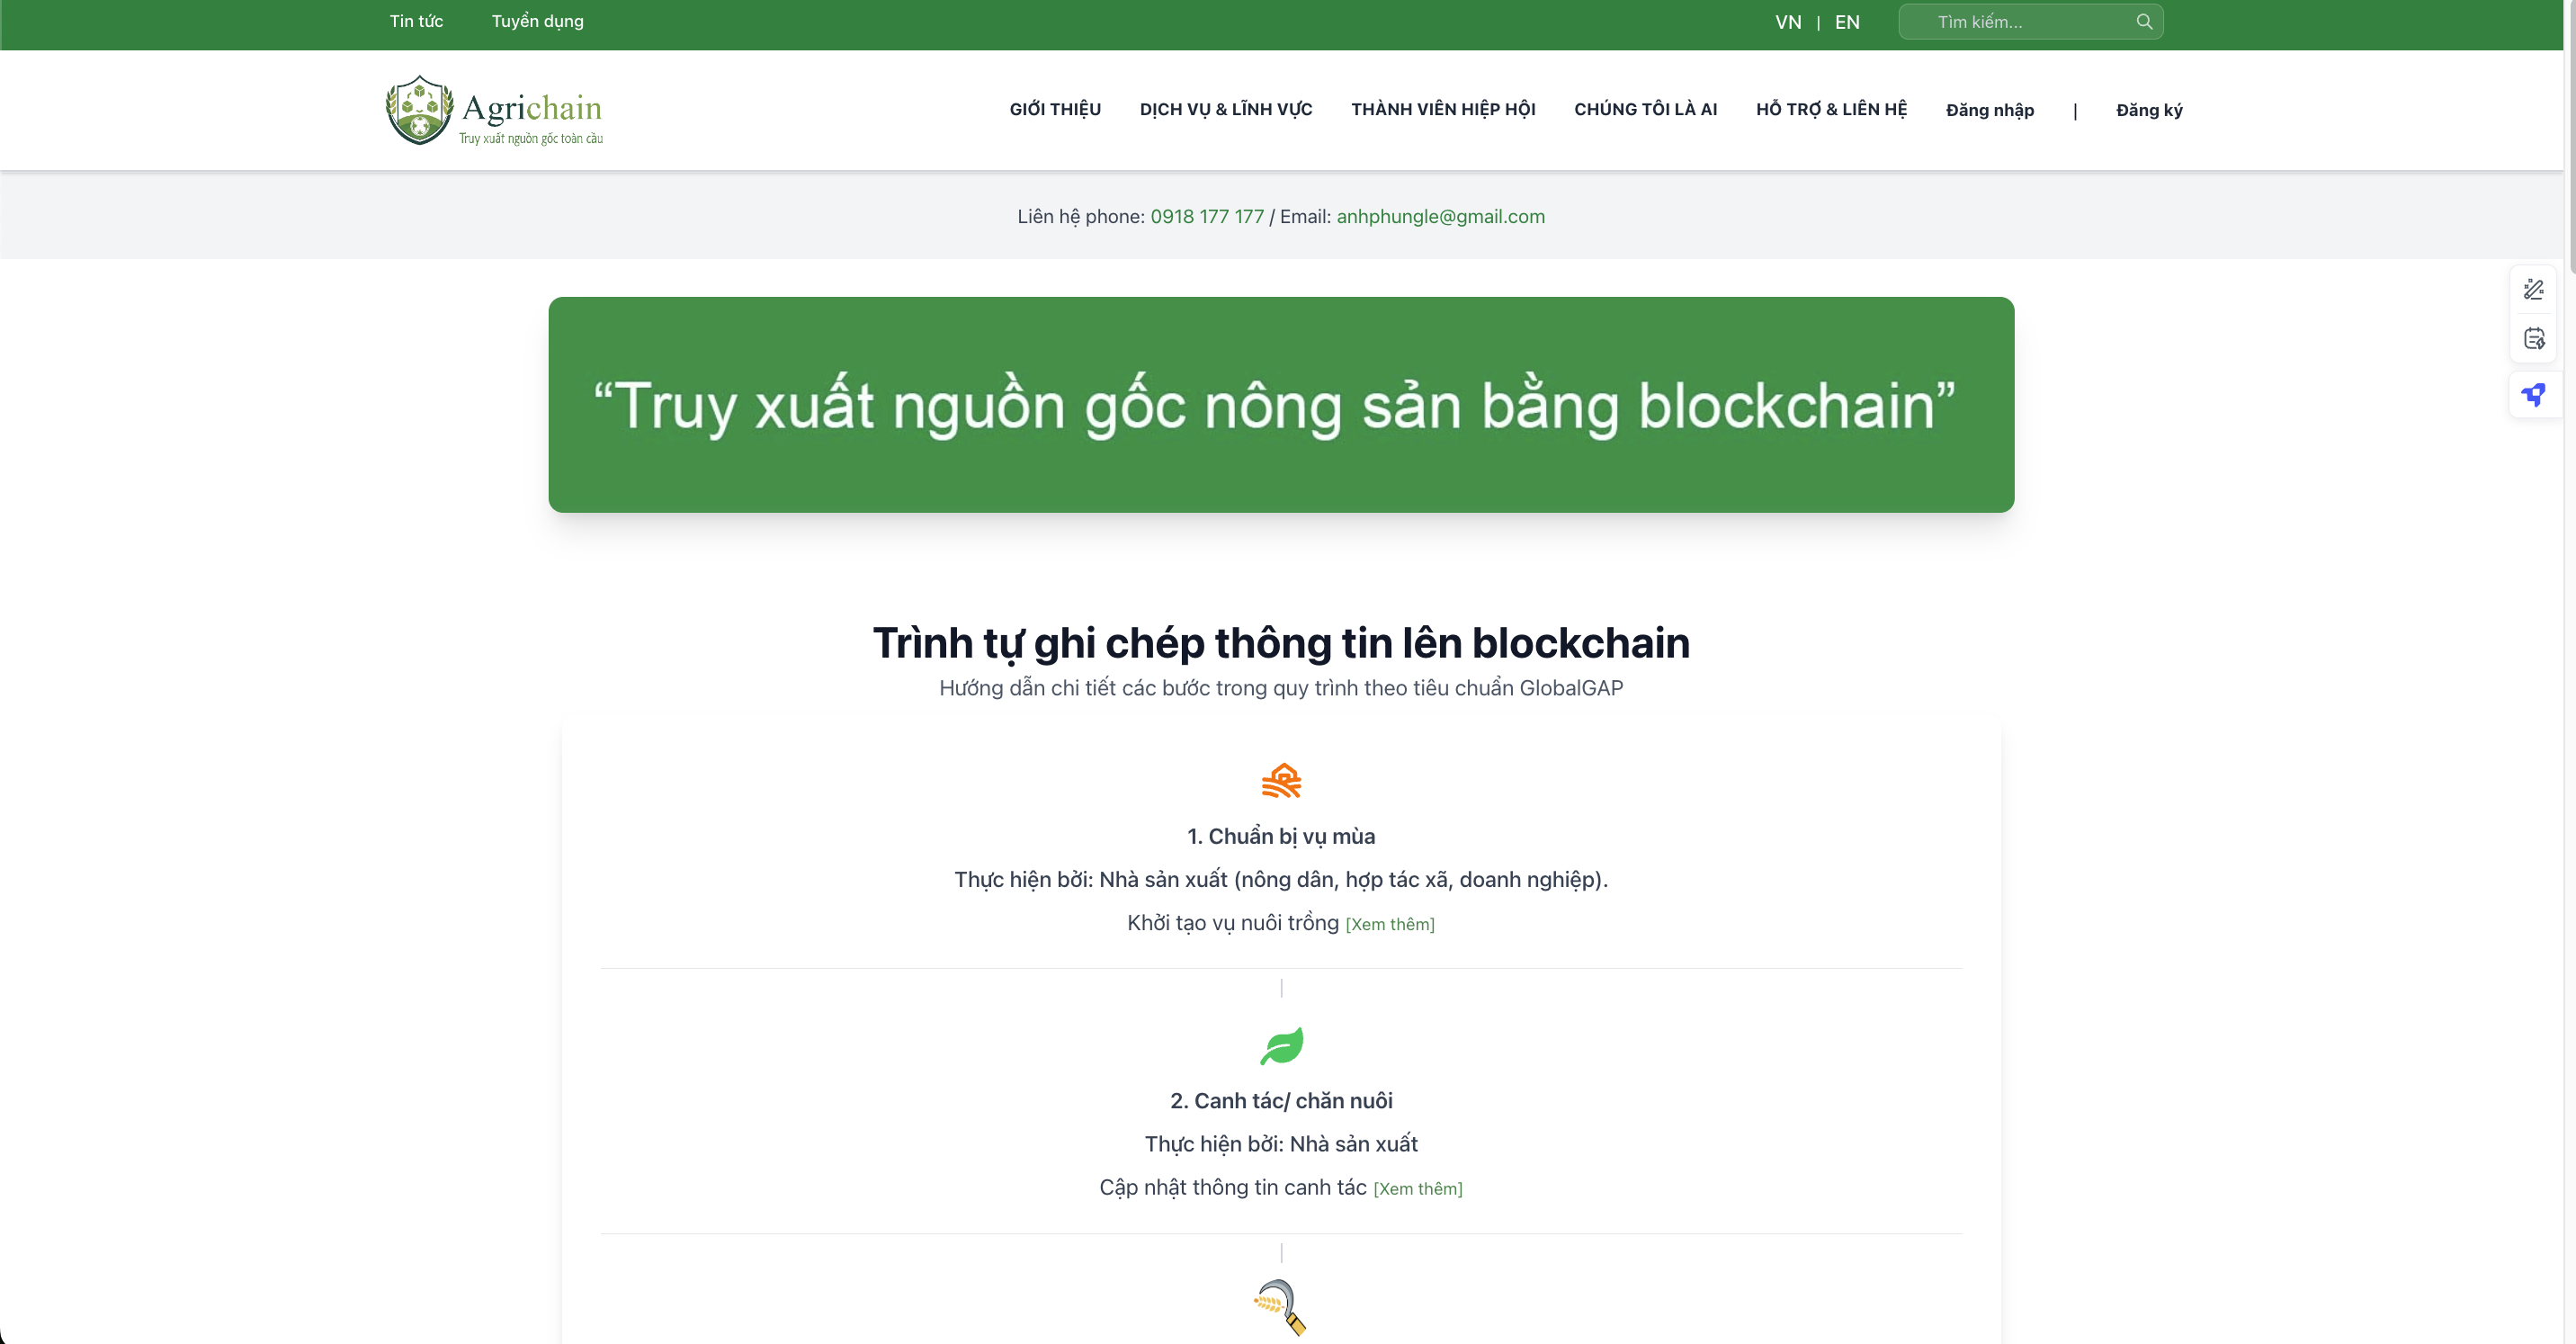 Tin tức Tuyển dụng VN | EN Tìm kiếm...
Agrichain
Truy xuất nguồn gốc toàn cầu
GIỚI THIỆU DỊCH VỤ & LĨNH VỰC THÀNH VIÊN HIỆP HỘI CHÚNG TÔI LÀ AI HỖ TRỢ & LIÊN HỆ Đăng nhập | Đăng ký
Liên hệ phone: 0918 177 177 / Email: anhphungle@gmail.com
“Truy xuất nguồn gốc nông sản bằng blockchain”
Trình tự ghi chép thông tin lên blockchain
Hướng dẫn chi tiết các bước trong quy trình theo tiêu chuẩn GlobalGAP
1. Chuẩn bị vụ mùa
Thực hiện bởi: Nhà sản xuất (nông dân, hợp tác xã, doanh nghiệp).
Khởi tạo vụ nuôi trồng [Xem thêm]
2. Canh tác/ chăn nuôi
Thực hiện bởi: Nhà sản xuất
Cập nhật thông tin canh tác [Xem thêm]